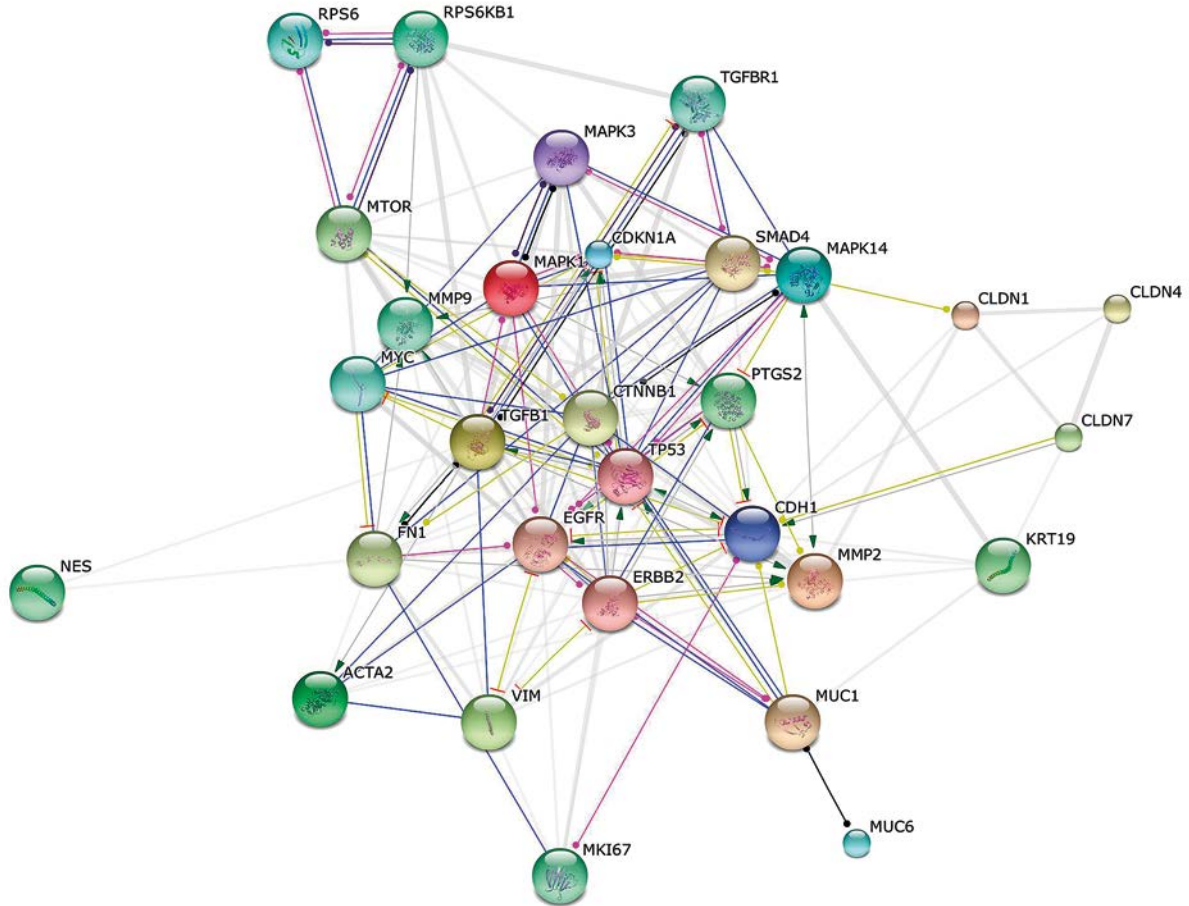 RPS6
RPS6KB1
TGFBR1
MAPK3
MTOR
CDKN1A
SMAD4
MAPK14
MAPK1
MMP9
CLDN1
CLDN4
MYC
CTNNB1
PTGS2
TGFB1
CLDN7
TP53
CDH1
EGFR
FN1
MMP2
KRT19
NES
ERBB2
ACTA2
VIM
MUC1
MUC6
MKI67